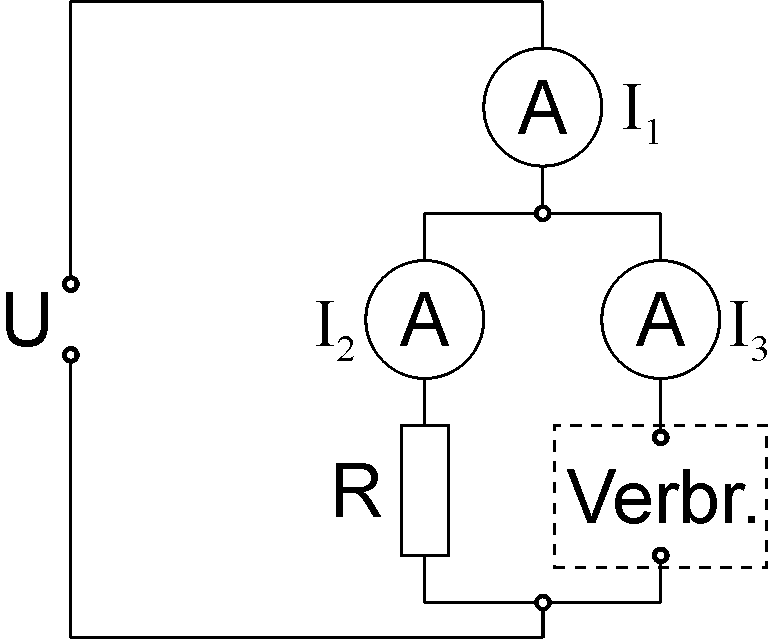 A I₁
U I₂ A A I₃
R Verbr.